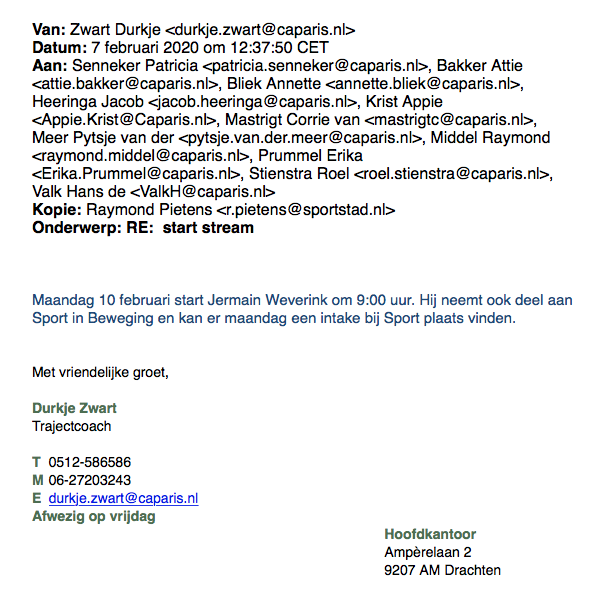 Van: Zwart Durkje <durkje.zwart@caparis.nl>
Datum: 7 februari 2020 om 12:37:50 CET
Aan: Senneker Patricia <patricia.senneker@caparis.nl>, Bakker Attie
<attie.bakker@caparis.nl>, Bliek Annette <annette.bliek@caparis.nl>,
Heeringa Jacob <jacob.heeringa@caparis.nl>, Krist Appie
<Appie.Krist@Caparis.nl>, Mastrigt Corrie van <mastrigtc@caparis.nl>,
Meer Pytsje van der <pytsje.van.der.meer@caparis.nl>, Middel Raymond
<raymond.middel@caparis.nl>, Prummel Erika
<Erika.Prummel@caparis.nl>, Stienstra Roel <roel.stienstra@caparis.nl>,
Valk Hans de <ValkH@caparis.nl>
Kopie: Raymond Pietens <r.pietens@sportstad.nl>
Onderwerp: RE: start stream
Maandag 10 februari start Jermain Weverink om 9:00 uur. Hij neemt ook deel aan
Sport in Beweging en kan er maandag een intake bij Sport plaats vinden.
Met vriendelijke groet,
Durkje Zwart
Trajectcoach
T 0512-586586
M 06-27203243
E durkje.zwart@caparis.nl
Afwezig op vrijdag
Hoofdkantoor
Ampèrelaan 2
9207 AM Drachten